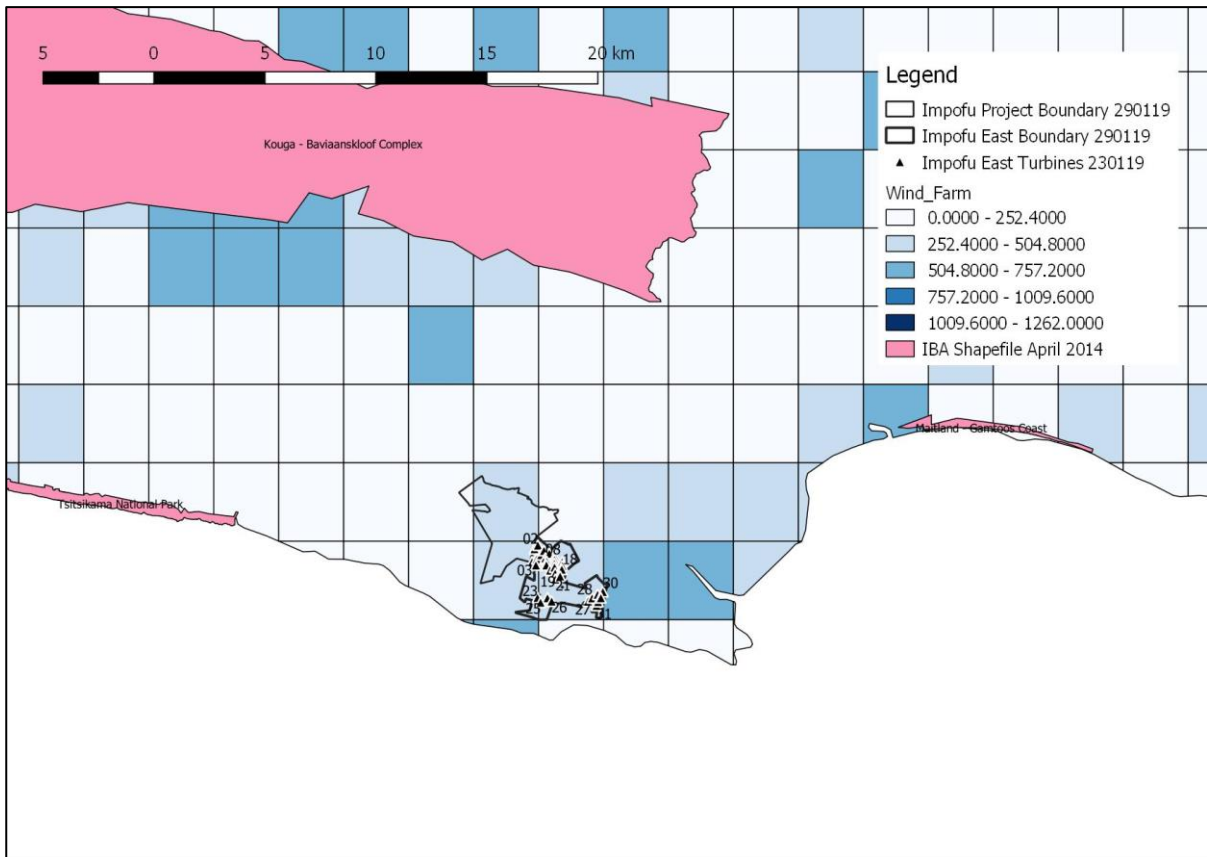 5 0 5 10 15 20 km
Legend
Impofu Project Boundary 290119
Impofu East Boundary 290119
Impofu East Turbines 230119
Wind_Farm
0.0000 - 252.4000
252.4000 - 504.8000
504.8000 - 757.2000
757.2000 - 1009.6000
1009.6000 - 1262.0000
IBA Shapefile April 2014
Kouga - Baviaanskloof Complex
Maitland - Gamtoos Coast
Tsitsikama National Park
02
08
18
03
19
21
23
28
30
25
26
27